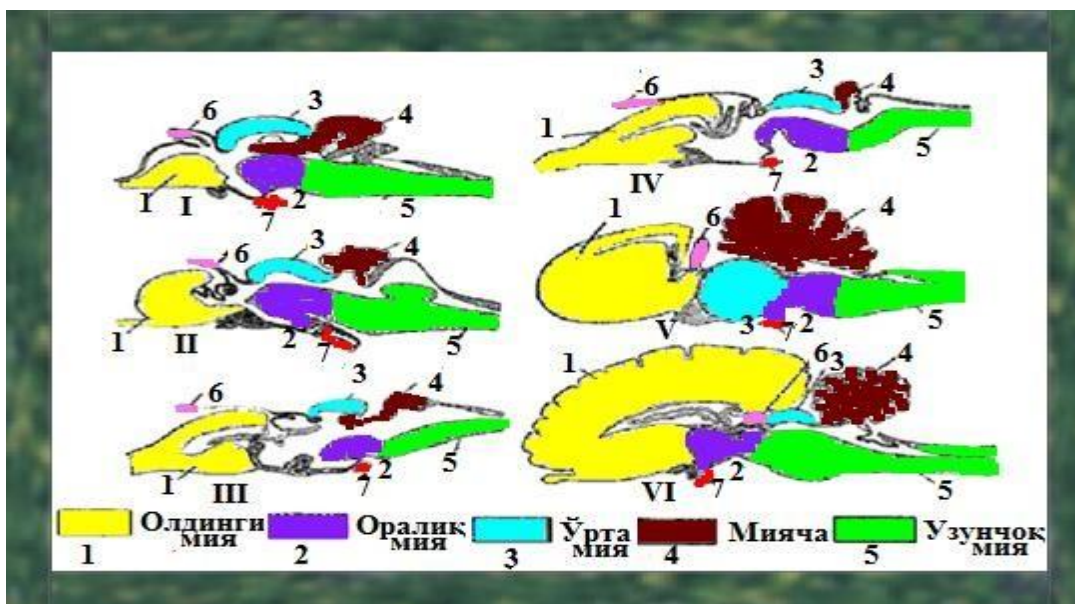 6 3 4
1 I 7 2 5
6 3 4
1 II 2 7 5
6 3 4
1 III 7 2 5
6 3 4
1 IV 7 2 5
1 6 4
V 3 7 2 5
1 6 3 4
VI 7 2 5
Олдинги мия
Оралиқ мия
Ўрта мия
Мияча
Узунчоқ мия
1 2 3 4 5